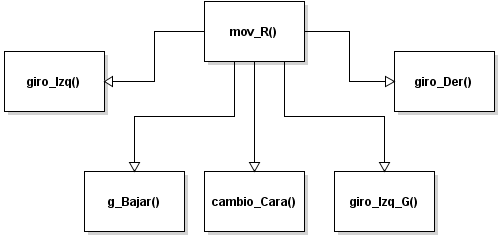 mov_R()
giro_Izq()
giro_Der()
g_Bajar()
cambio_Cara()
giro_Izq_G()